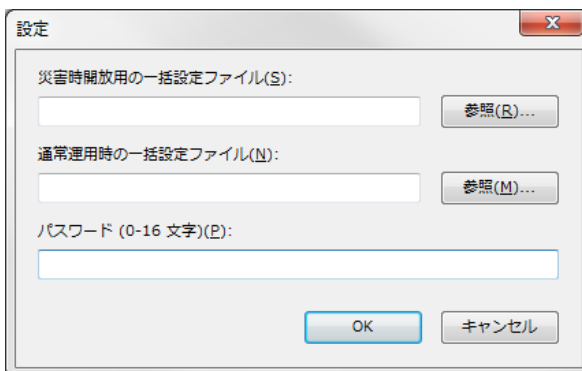 設定
災害時開放用の一括設定ファイル(S):
参照(R)...
通常運用時の一括設定ファイル(N):
参照(M)...
パスワード (0-16 文字)(P):
OK キャンセル